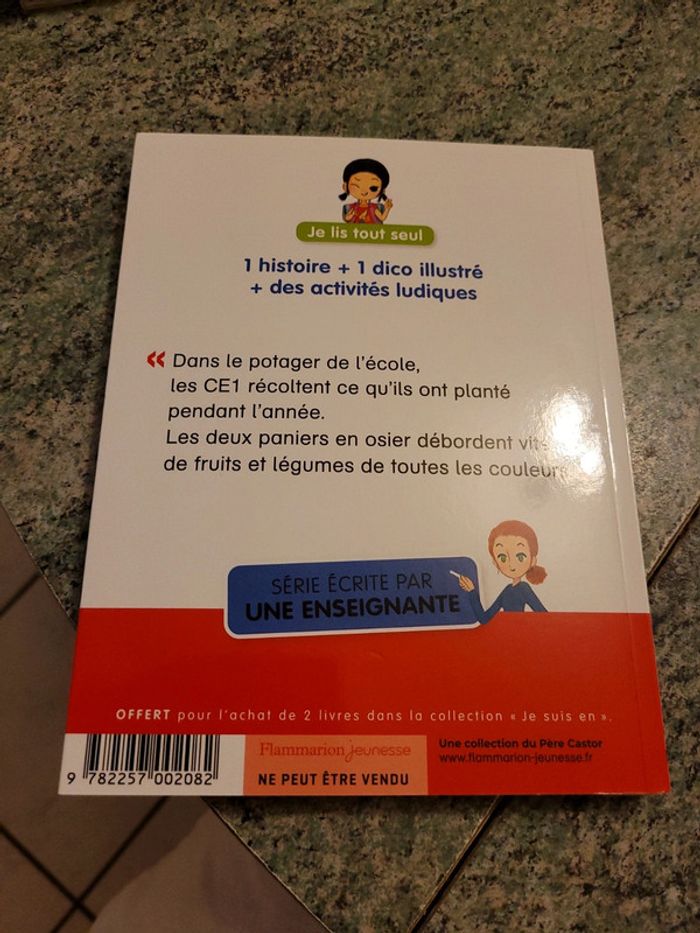 Je lis tout seul
1 histoire + 1 dico illustré
+ des activités ludiques
« Dans le potager de l'école,
les CE1 récoltent ce qu'ils ont planté
pendant l'année.
Les deux paniers en osier débordent vite
de fruits et légumes de toutes les couleurs
SÉRIE ÉCRITE PAR
UNE ENSEIGNANTE
OFFERT pour l'achat de 2 livres dans la collection « Je suis en ».
9 782257 002082
Flammarion jeunesse
NE PEUT ÊTRE VENDU
Une collection du Père Castor
www.flammarion-jeunesse.fr